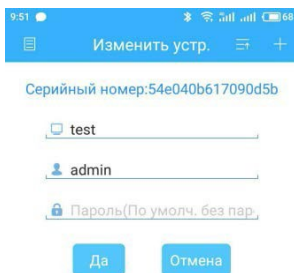 9:51 68
Изменить устр.
Серийный номер:54e040b617090d5b
test
admin
Пароль(По умолч. без пар
Да Отмена